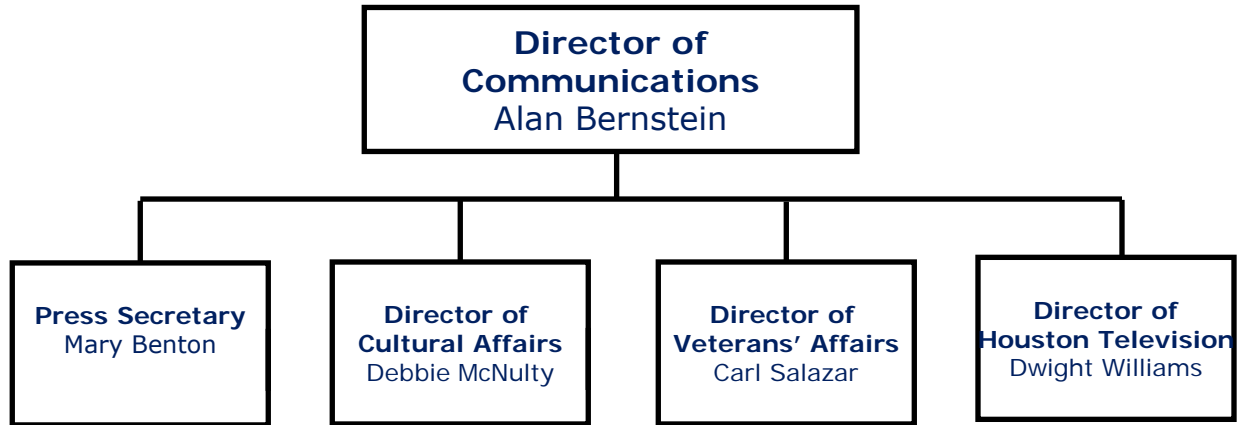 Director of
Communications
Alan Bernstein
Press Secretary
Mary Benton
Director of
Cultural Affairs
Debbie McNulty
Director of
Veterans’ Affairs
Carl Salazar
Director of
Houston Television
Dwight Williams